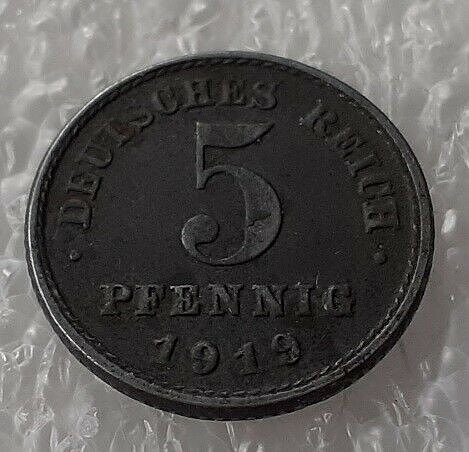 · DEUTSCHES REICH ·
5
PFENNIG
1919